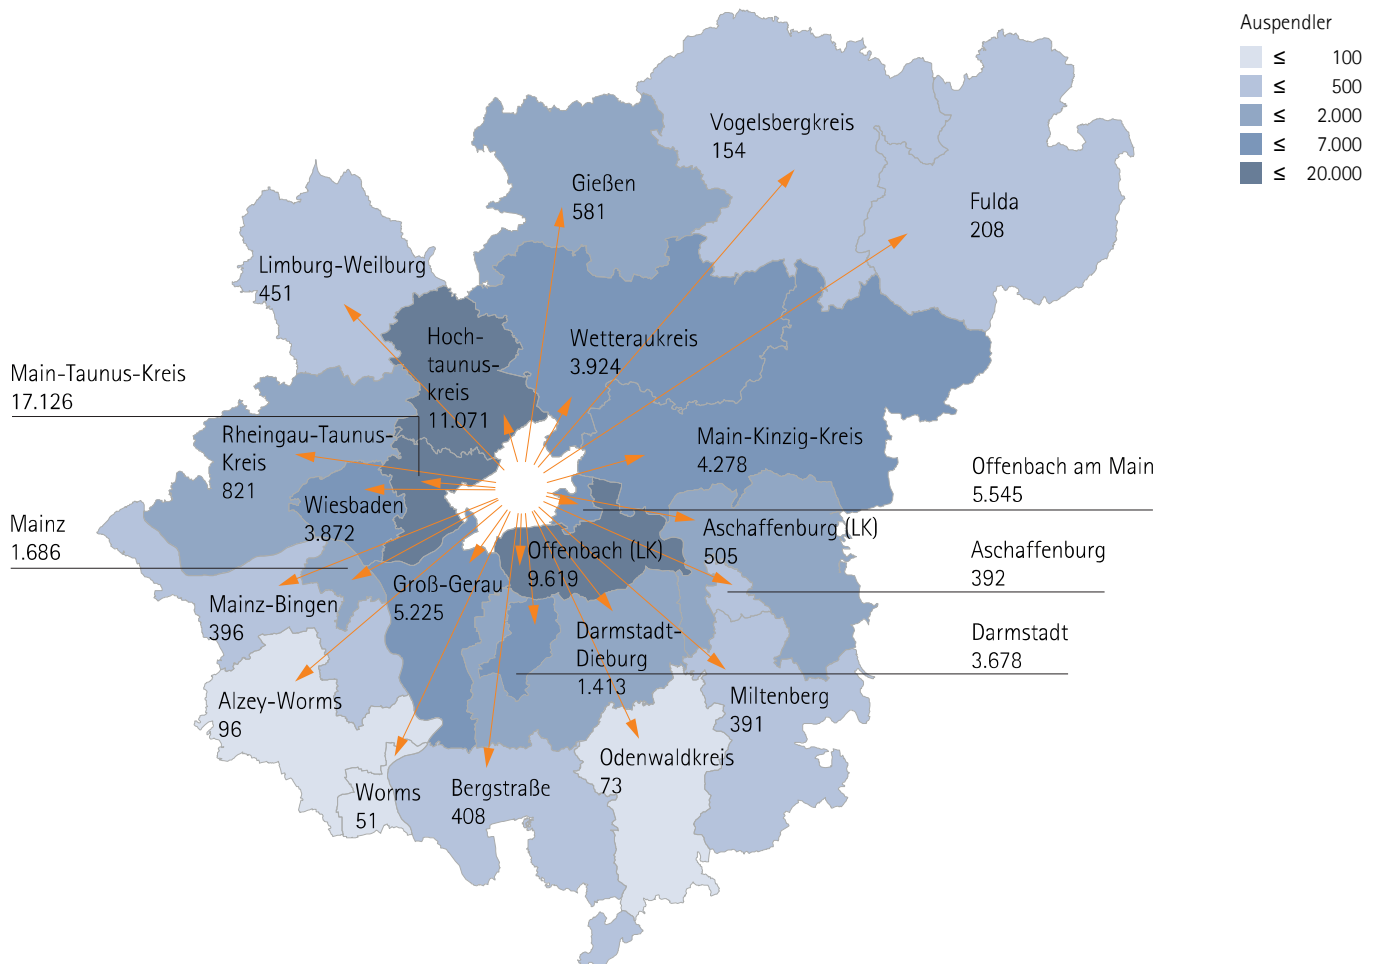 Auspendler
≤ 100
≤ 500
≤ 2.000
≤ 7.000
≤ 20.000
Vogelsbergkreis
154
Gießen
581
Fulda
208
Limburg-Weilburg
451
Hoch-
taunus-
kreis
11.071
Wetteraukreis
3.924
Main-Taunus-Kreis
17.126
Rheingau-Taunus-
Kreis
821
Main-Kinzig-Kreis
4.278
Offenbach am Main
5.545
Wiesbaden
3.872
Mainz
1.686
Aschaffenburg (LK)
505
Offenbach (LK)
9.619
Aschaffenburg
392
Groß-Gerau
5.225
Mainz-Bingen
396
Darmstadt-
Dieburg
1.413
Darmstadt
3.678
Alzey-Worms
96
Miltenberg
391
Odenwaldkreis
73
Worms
51
Bergstraße
408